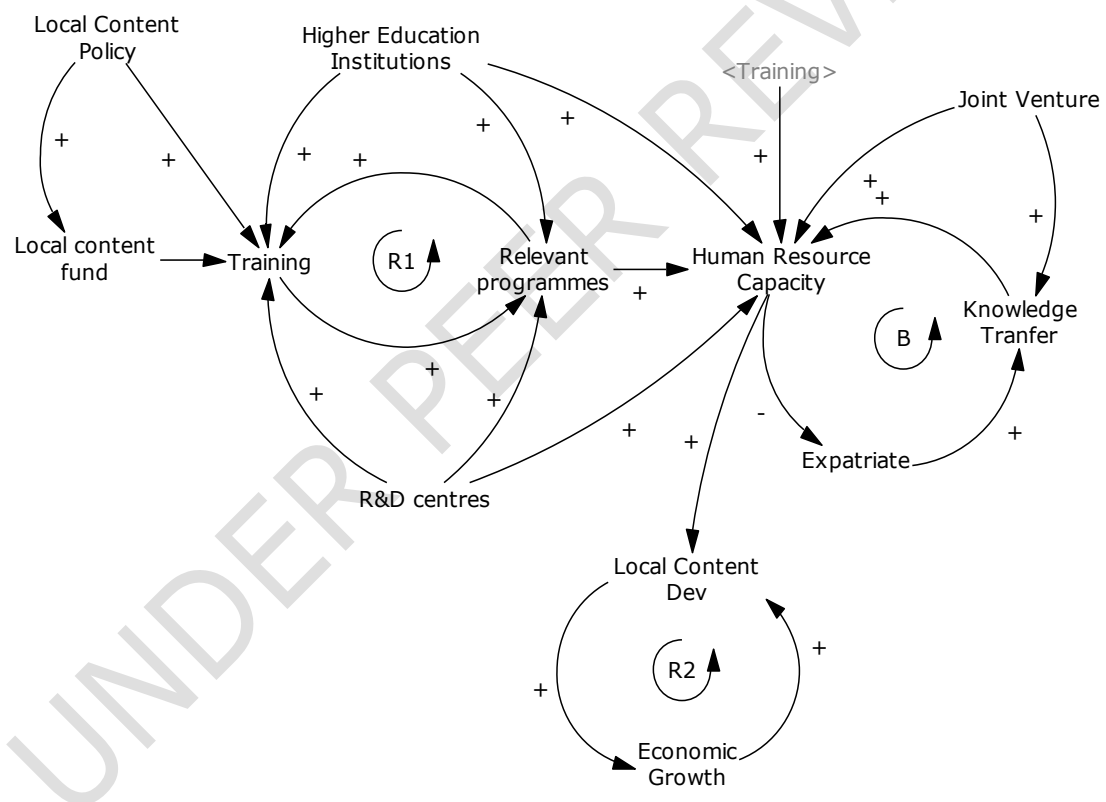 Local Content
Policy
Higher Education
Institutions
<Training>
Joint Venture
+
+
+
+
+
+
+
+
+
+
Local content
fund
Training
R1
Relevant
programmes
+
Human Resource
Capacity
+
Knowledge
Tranfer
B
+
+
+
-
+
+
+
Expatriate
R&D centres
Local Content
Dev
R2
+
+
Economic
Growth
UNDER PEER REV